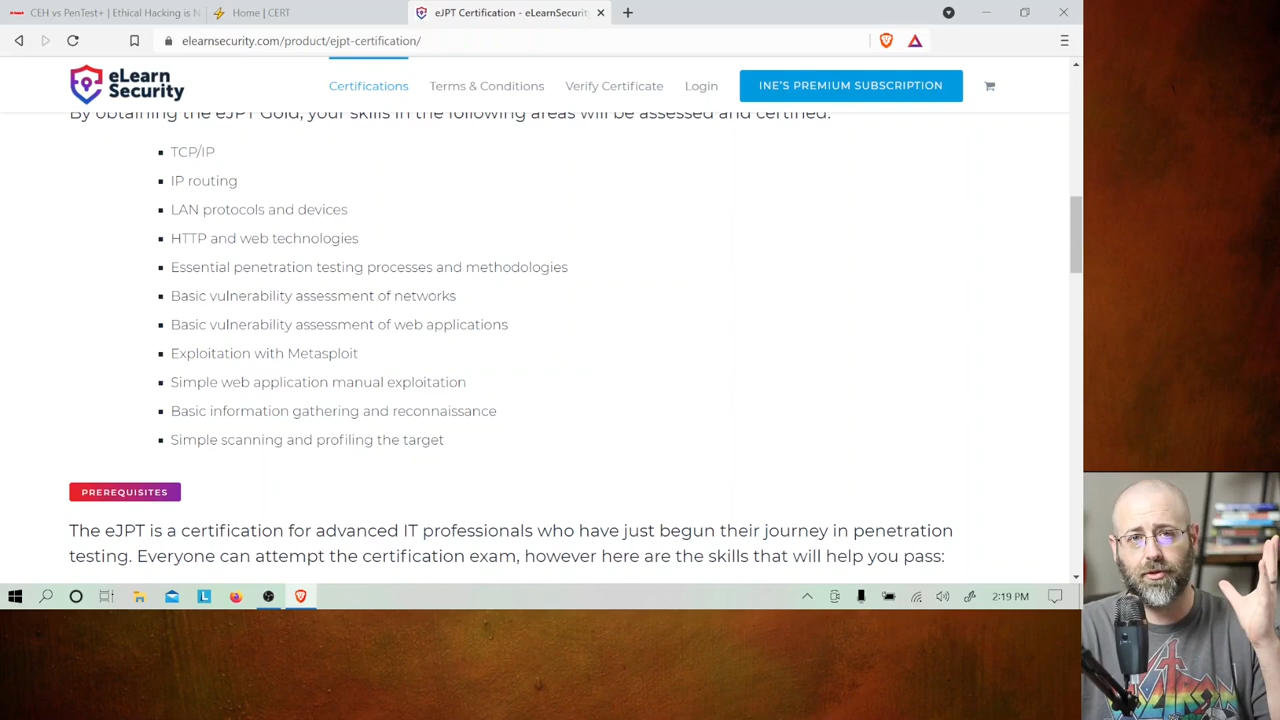 CEH vs PenTest+ | Ethical Hacking is N
Home | CERT
eJPT Certification - eLearnSecurit
elearnsecurity.com/product/ejpt-certification/
eLearn
Security
Certifications
Terms & Conditions
Verify Certificate
Login
INE'S PREMIUM SUBSCRIPTION
By obtaining the eJPT Gold, your skills in the following areas will be assessed and certified:
TCP/IP
IP routing
LAN protocols and devices
HTTP and web technologies
Essential penetration testing processes and methodologies
Basic vulnerability assessment of networks
Basic vulnerability assessment of web applications
Exploitation with Metasploit
Simple web application manual exploitation
Basic information gathering and reconnaissance
Simple scanning and profiling the target
PREREQUISITES
The eJPT is a certification for advanced IT professionals who have just begun their journey in penetration
testing. Everyone can attempt the certification exam, however here are the skills that will help you pass:
L
2:19 PM